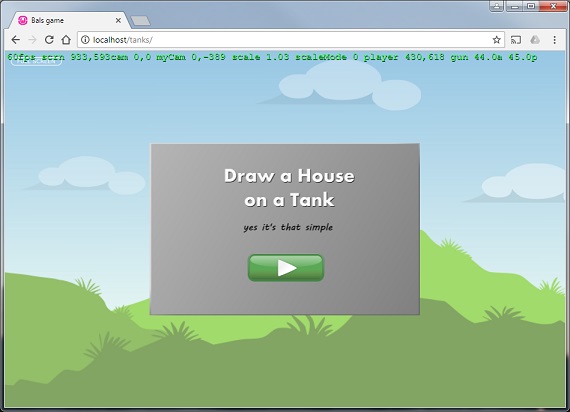 Bals game
localhost/tanks/
60fps scrn 933,593cam 0,0 myCam 0,-389 scale 1.03 scaleMode 0 player 430,618 gun 44.0a 45.0p
Draw a House
on a Tank
yes it's that simple